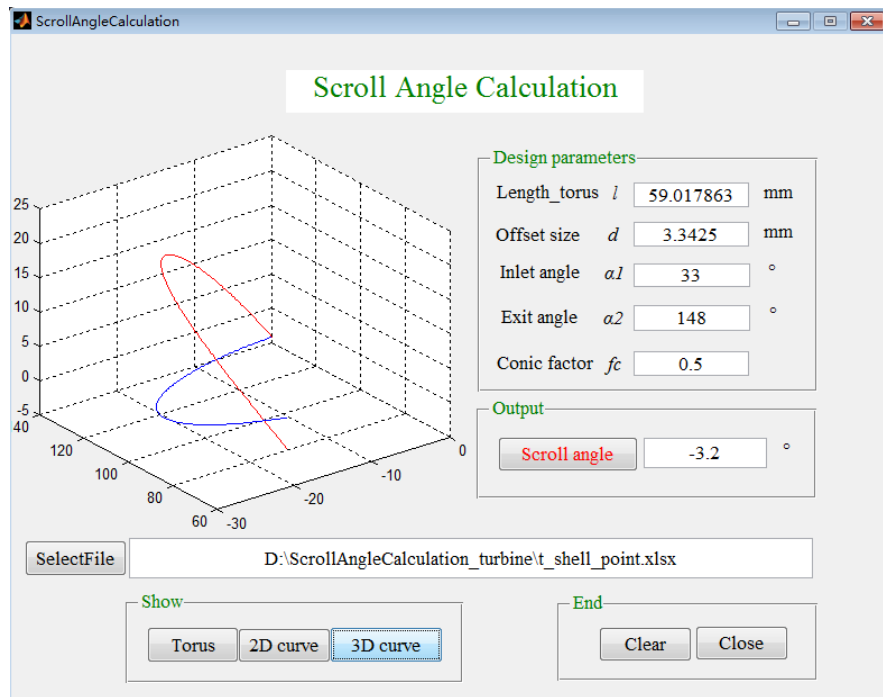 ScrollAngleCalculation
Scroll Angle Calculation
25
20
15
10
5
0
-5
40
120
100
80
60
-30
-20
-10
0
Design parameters
Length_torus l 59.017863 mm
Offset size d 3.3425 mm
Inlet angle α1 33 °
Exit angle α2 148 °
Conic factor fc 0.5
Output
Scroll angle -3.2 °
SelectFile D:\ScrollAngleCalculation_turbine\t_shell_point.xlsx
Show
Torus 2D curve 3D curve
End
Clear Close